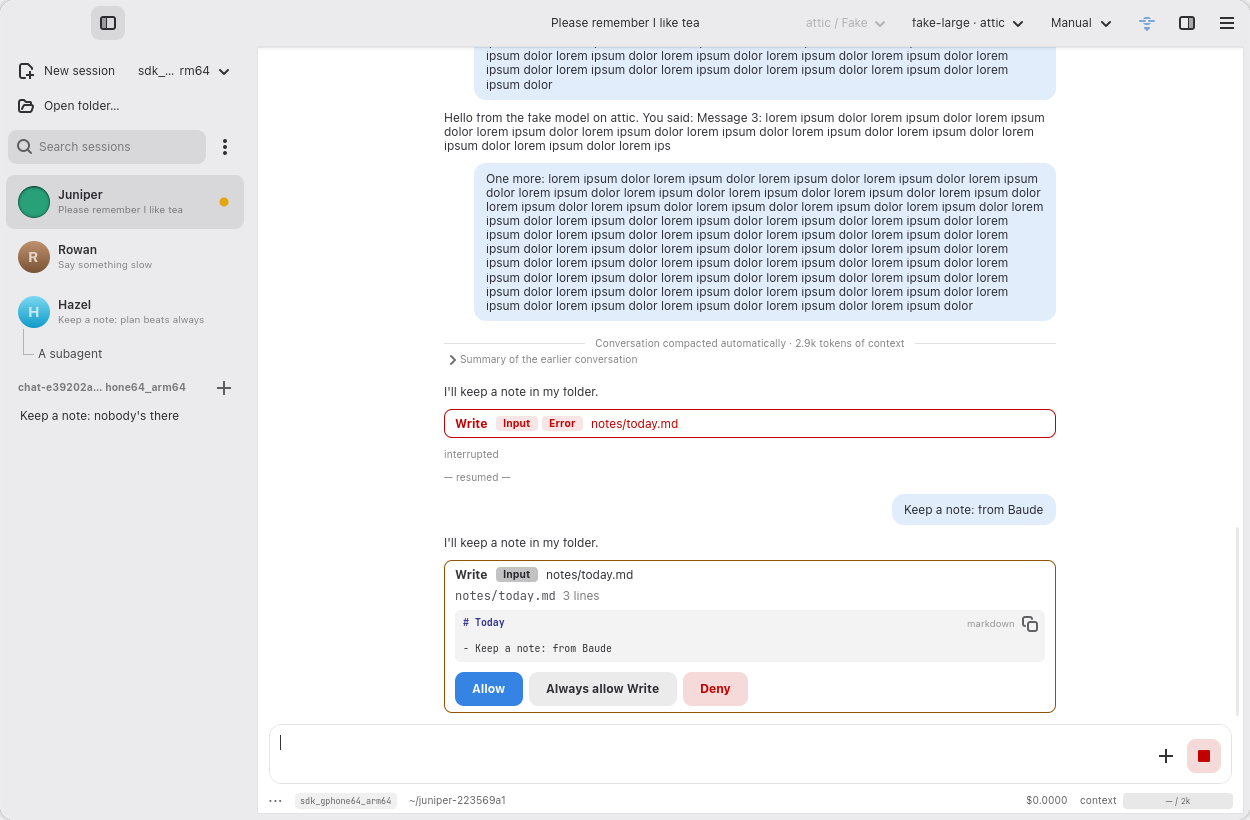 Please remember I like tea
attic / Fake
fake-large · attic
Manual
New session
sdk_... rm64
Open folder...
Search sessions
Juniper
Please remember I like tea
R
Rowan
Say something slow
H
Hazel
Keep a note: plan beats always
A subagent
chat-e39202a... hone64_arm64
Keep a note: nobody's there
ipsum dolor lorem ipsum dolor lorem ipsum dolor lorem ipsum dolor lorem ipsum dolor lorem
ipsum dolor lorem ipsum dolor lorem ipsum dolor lorem ipsum dolor lorem ipsum dolor lorem
ipsum dolor
Hello from the fake model on attic. You said: Message 3: lorem ipsum dolor lorem ipsum dolor lorem ipsum
dolor lorem ipsum dolor lorem ipsum dolor lorem ipsum dolor lorem ipsum dolor lorem ipsum dolor lorem
ipsum dolor lorem ipsum dolor lorem ips
One more: lorem ipsum dolor lorem ipsum dolor lorem ipsum dolor lorem ipsum dolor lorem ipsum
dolor lorem ipsum dolor lorem ipsum dolor lorem ipsum dolor lorem ipsum dolor lorem ipsum dolor
lorem ipsum dolor lorem ipsum dolor lorem ipsum dolor lorem ipsum dolor lorem ipsum dolor lorem
ipsum dolor lorem ipsum dolor lorem ipsum dolor lorem ipsum dolor lorem ipsum dolor lorem
ipsum dolor lorem ipsum dolor lorem ipsum dolor lorem ipsum dolor lorem ipsum dolor lorem
ipsum dolor lorem ipsum dolor lorem ipsum dolor lorem ipsum dolor lorem ipsum dolor lorem
ipsum dolor lorem ipsum dolor lorem ipsum dolor lorem ipsum dolor lorem ipsum dolor lorem
ipsum dolor lorem ipsum dolor lorem ipsum dolor lorem ipsum dolor lorem ipsum dolor lorem
ipsum dolor lorem ipsum dolor lorem ipsum dolor lorem ipsum dolor lorem ipsum dolor lorem
ipsum dolor lorem ipsum dolor lorem ipsum dolor lorem ipsum dolor lorem ipsum dolor
Conversation compacted automatically · 2.9k tokens of context
Summary of the earlier conversation
I'll keep a note in my folder.
Write Input Error notes/today.md
interrupted
— resumed —
Keep a note: from Baude
I'll keep a note in my folder.
Write Input notes/today.md
notes/today.md 3 lines
# Today
markdown
- Keep a note: from Baude
Allow
Always allow Write
Deny
sdk_gphone64_arm64
~/juniper-223569a1
$0.0000
context
— / 2k